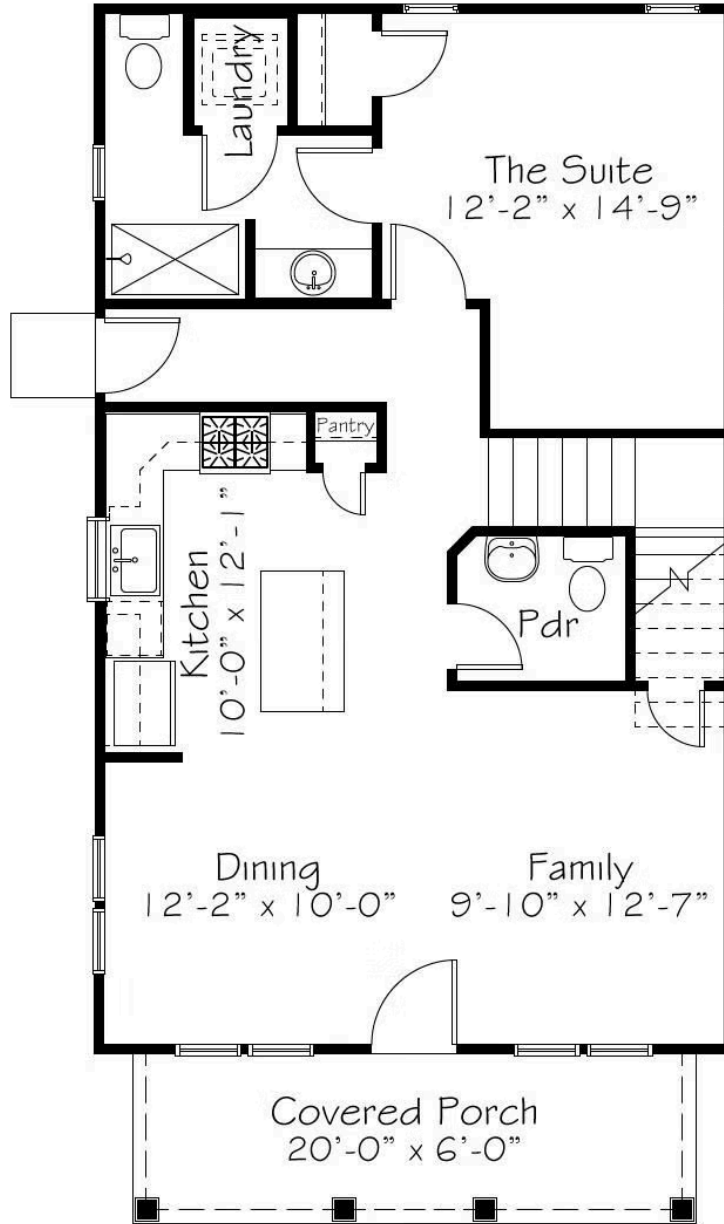 Laundry
The Suite
12'-2" x 14'-9"
Pantry
Kitchen
10'-0" x 12'-1"
Pdr
Dining
12'-2" x 10'-0"
Family
9'-10" x 12'-7"
Covered Porch
20'-0" x 6'-0"